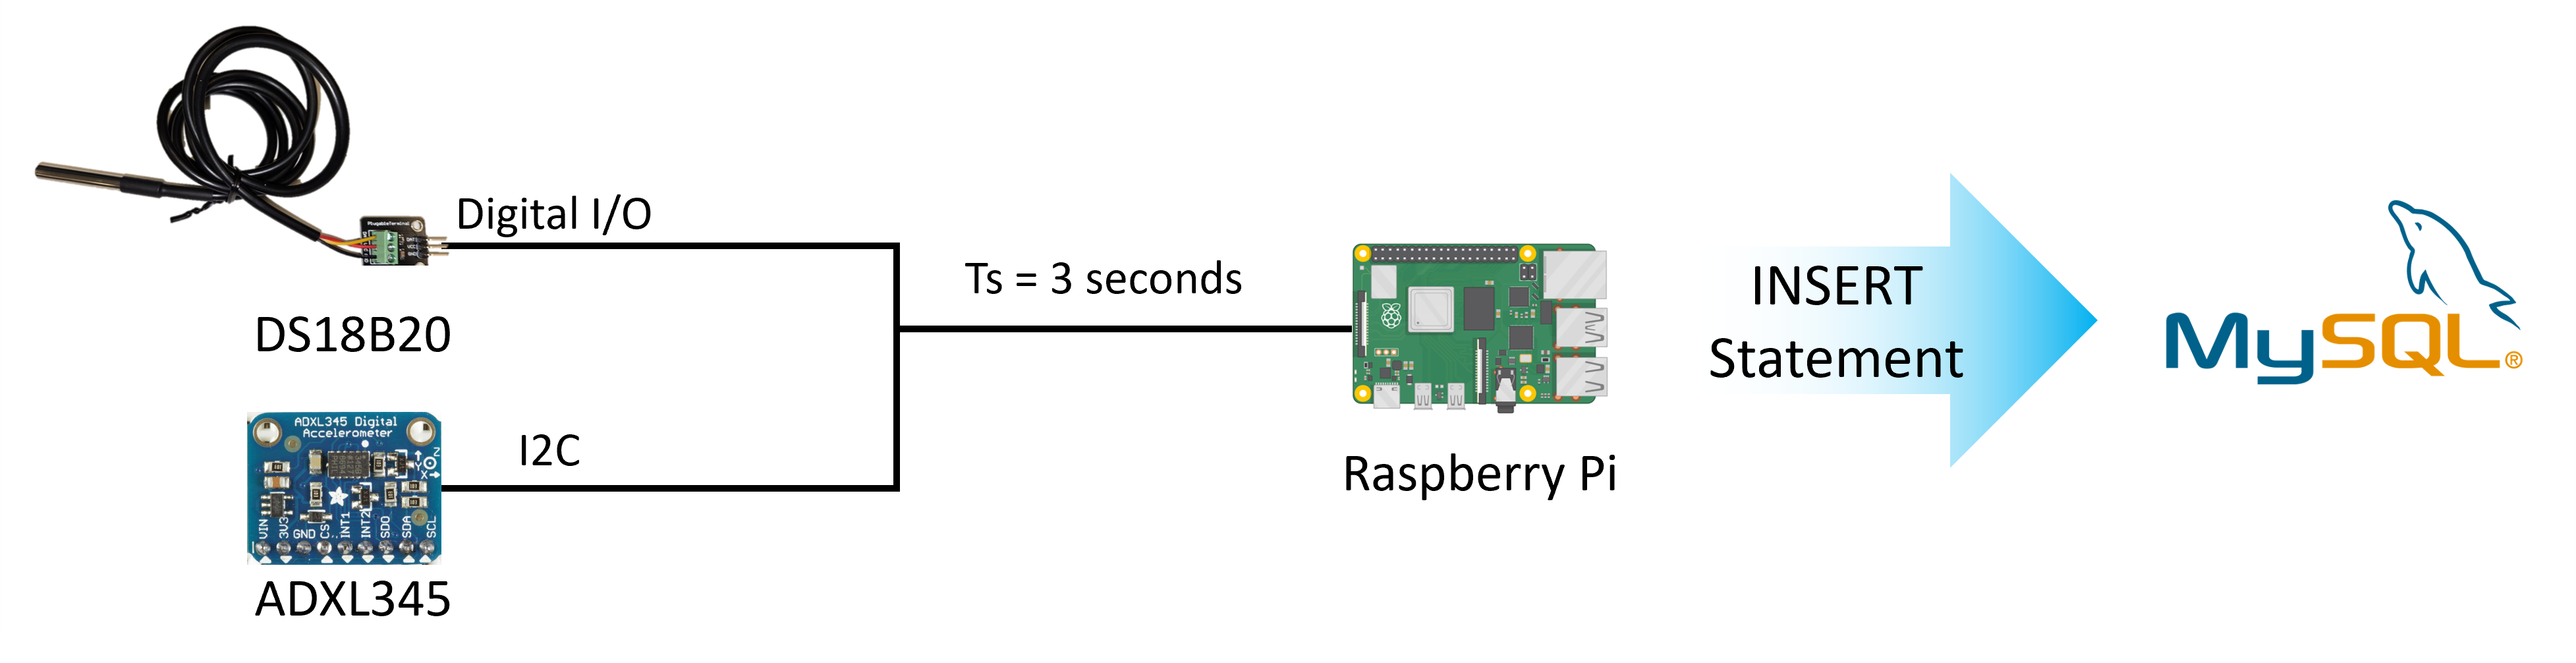 Digital I/O
DS18B20
Ts = 3 seconds
ADXL345 Digital
Accelerometer
Z
Y
X
I2C
VIN
3V3
GND
CS
INT1
INT2
SDO
SDA
SCL
ADXL345
Raspberry Pi
INSERT
Statement
MySQL®